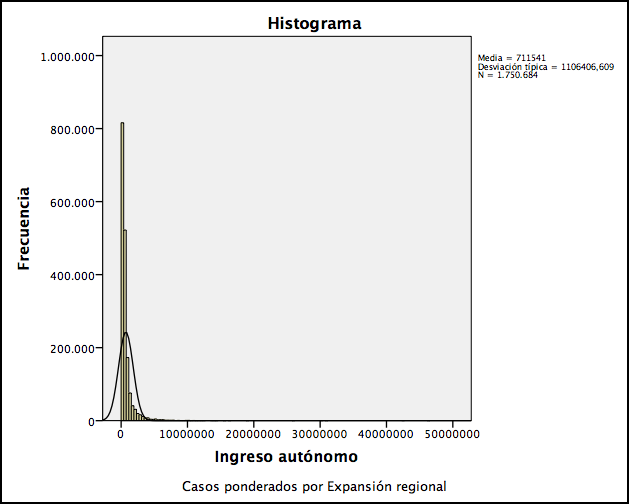 Histograma
Media = 711541
Desviación típica = 1106406,609
N = 1.750.684
Frecuencia
1.000.000
800.000
600.000
400.000
200.000
0
0 10000000 20000000 30000000 40000000 50000000
Ingreso autónomo
Casos ponderados por Expansión regional